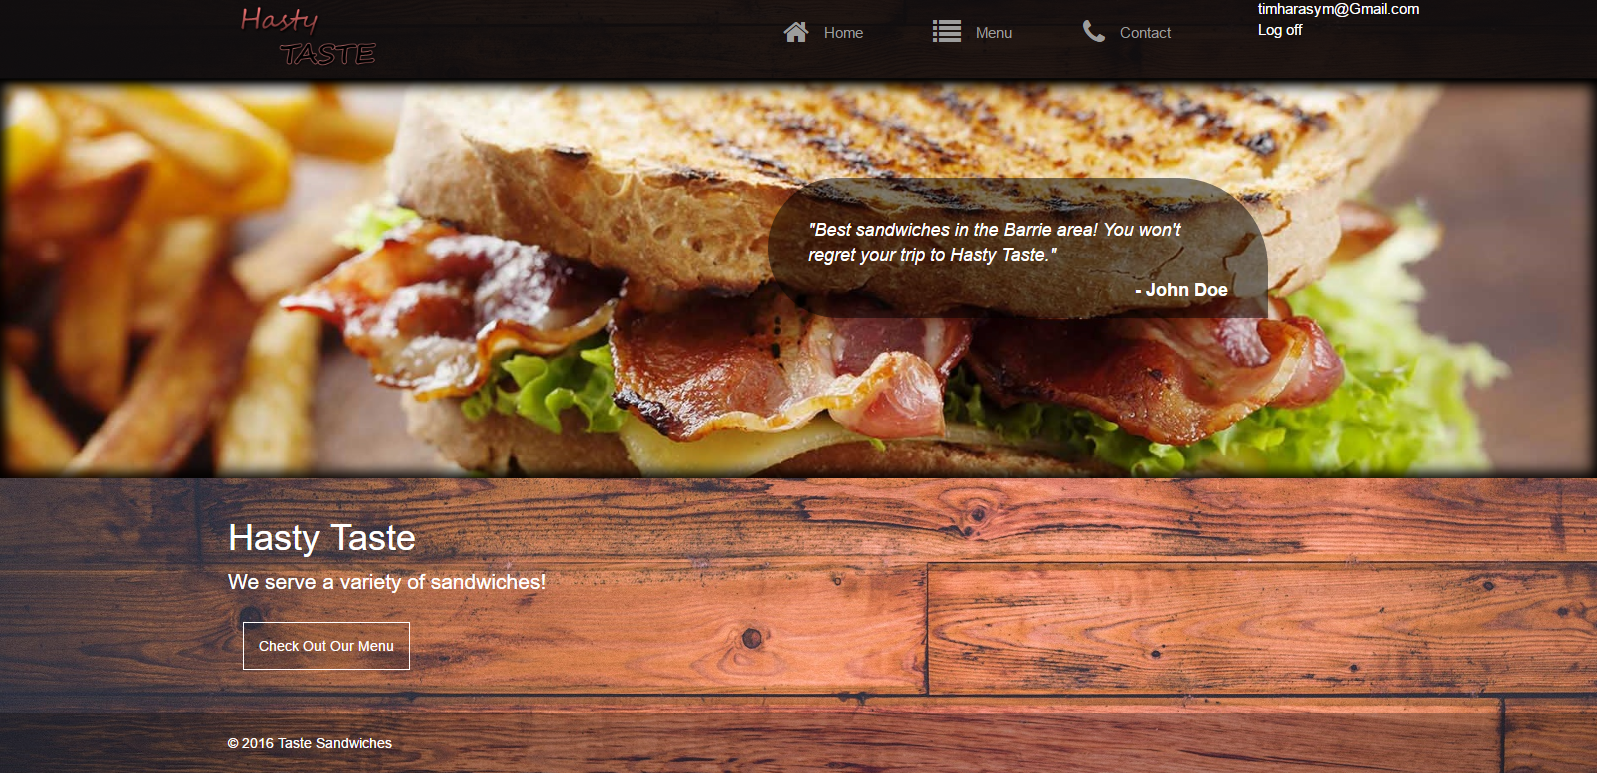 Hasty
TASTE
Home
Menu
Contact
timharasym@Gmail.com
Log off
"Best sandwiches in the Barrie area! You won't
regret your trip to Hasty Taste."
- John Doe
Hasty Taste
We serve a variety of sandwiches!
Check Out Our Menu
© 2016 Taste Sandwiches